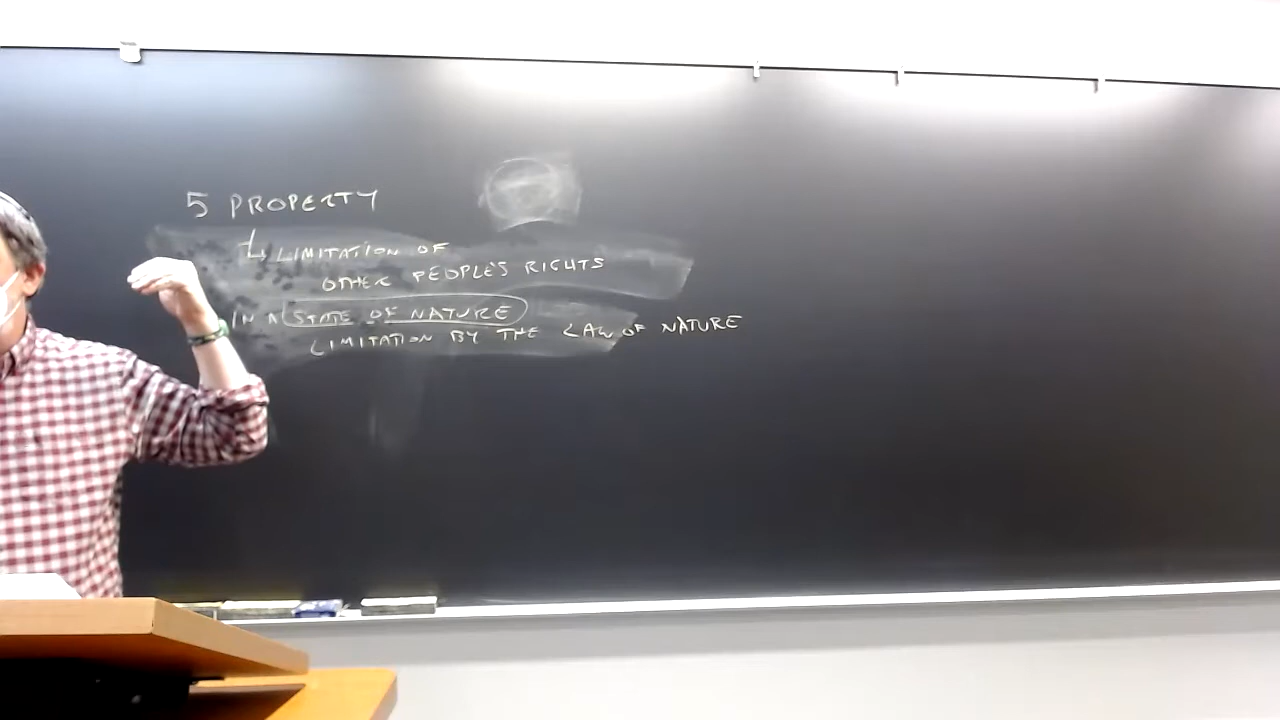 5 PROPERTY
↳ LIMITATION OF
OTHER PEOPLE'S RIGHTS
IN A STATE OF NATURE
LIMITATION BY THE LAW OF NATURE